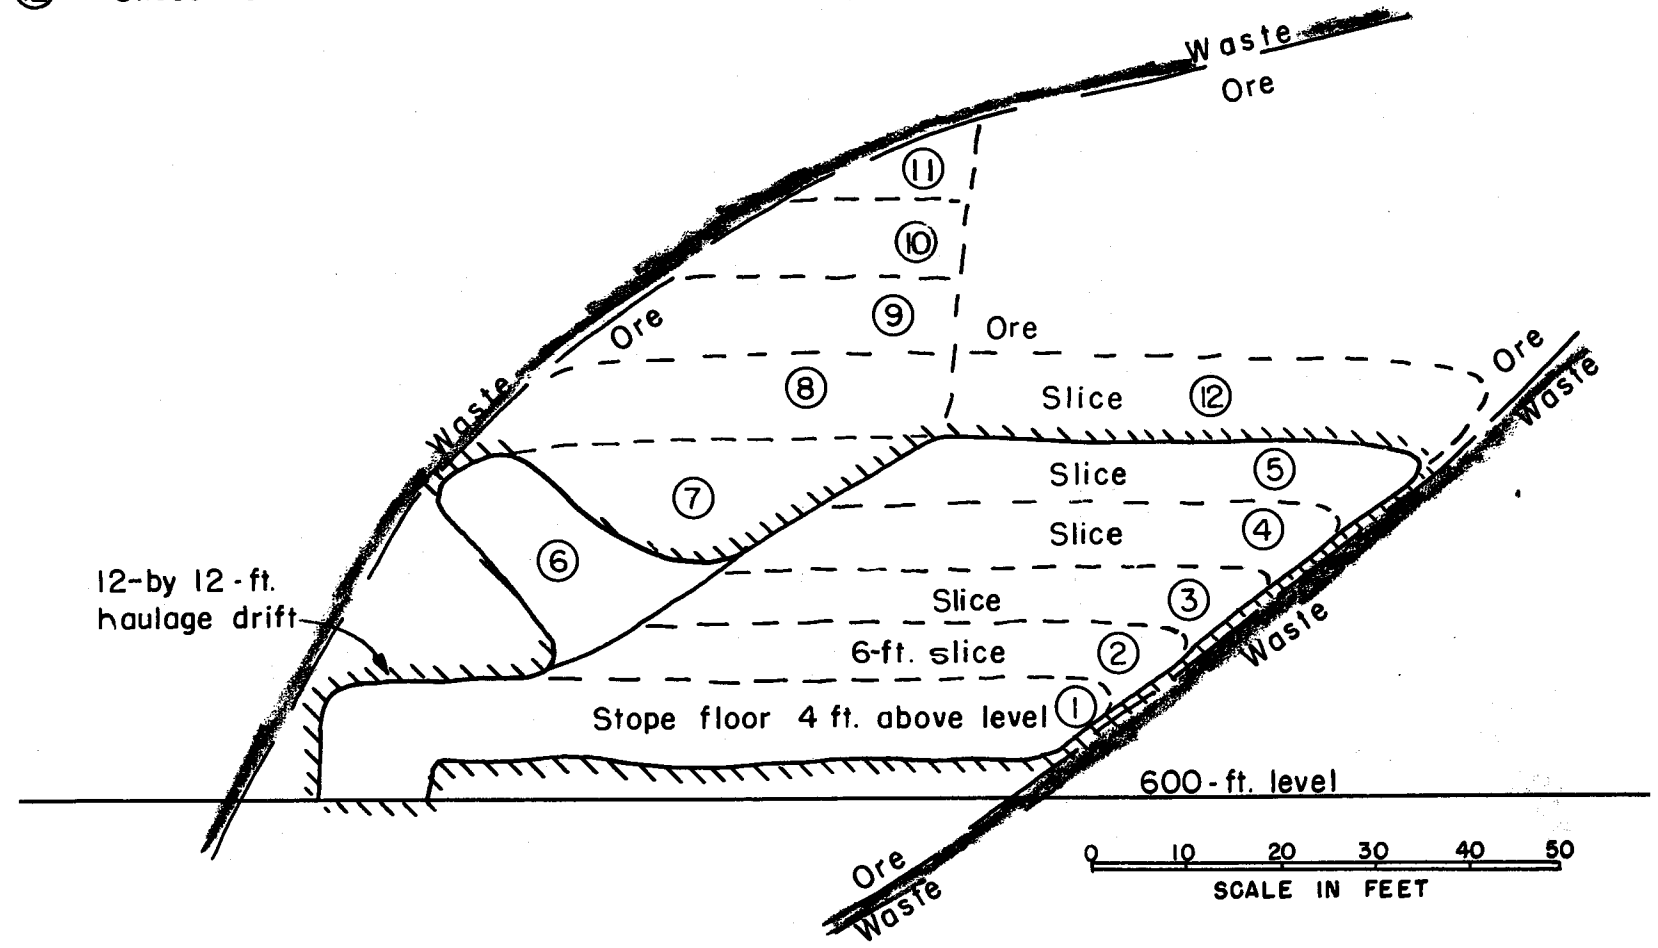 Waste
Ore
11
10
9
Ore
Ore
Ore
Waste
8
Slice 12
Waste
Slice 5
7
Slice 4
6
12-by 12-ft.
haulage drift
Slice 3
Waste
6-ft. slice 2
Stope floor 4 ft. above level 1
600-ft. level
0 10 20 30 40 50
SCALE IN FEET
Ore
Waste